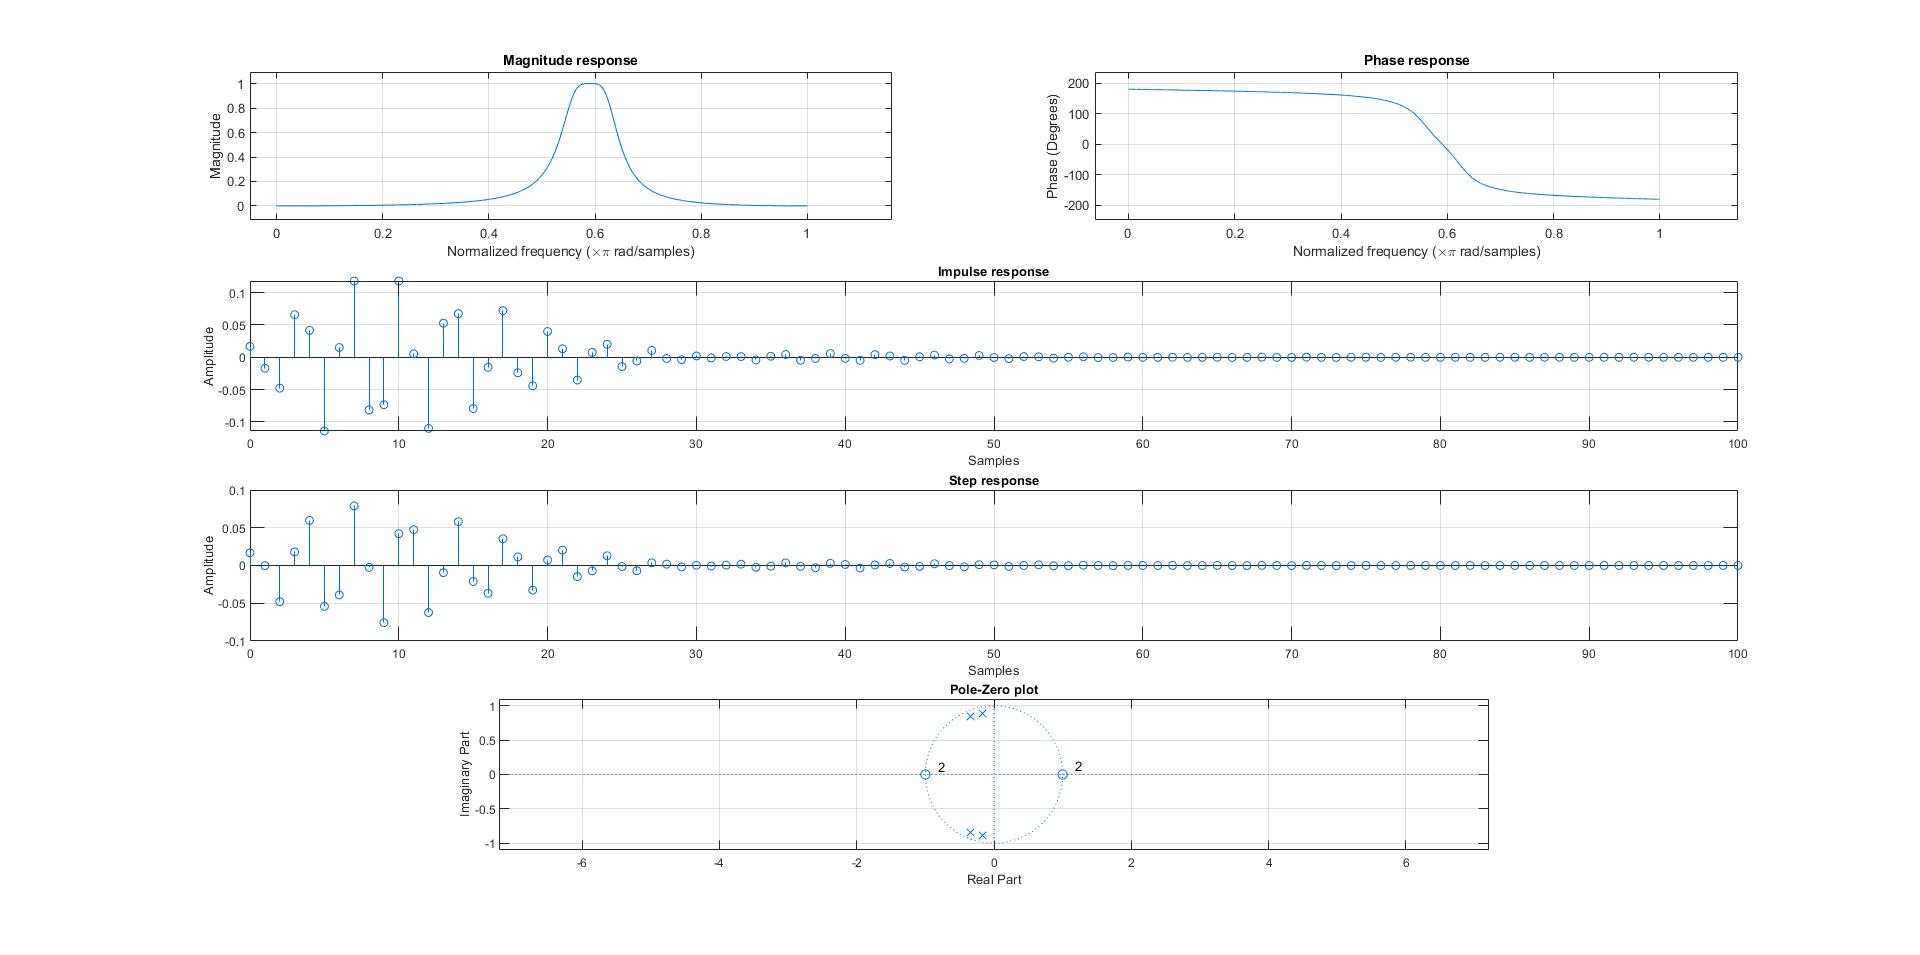 Magnitude response
Phase response
1
0.8
0.6
0.4
0.2
0
Magnitude
0 0.2 0.4 0.6 0.8 1
Normalized frequency (×π rad/samples)
200
100
0
-100
-200
Phase (Degrees)
0 0.2 0.4 0.6 0.8 1
Normalized frequency (×π rad/samples)
Impulse response
0.1
0.05
0
-0.05
-0.1
Amplitude
0 10 20 30 40 50 60 70 80 90 100
Samples
Step response
0.1
0.05
0
-0.05
-0.1
Amplitude
0 10 20 30 40 50 60 70 80 90 100
Samples
Pole-Zero plot
1
0.5
0
-0.5
-1
Imaginary Part
2 2
-6 -4 -2 0 2 4 6
Real Part